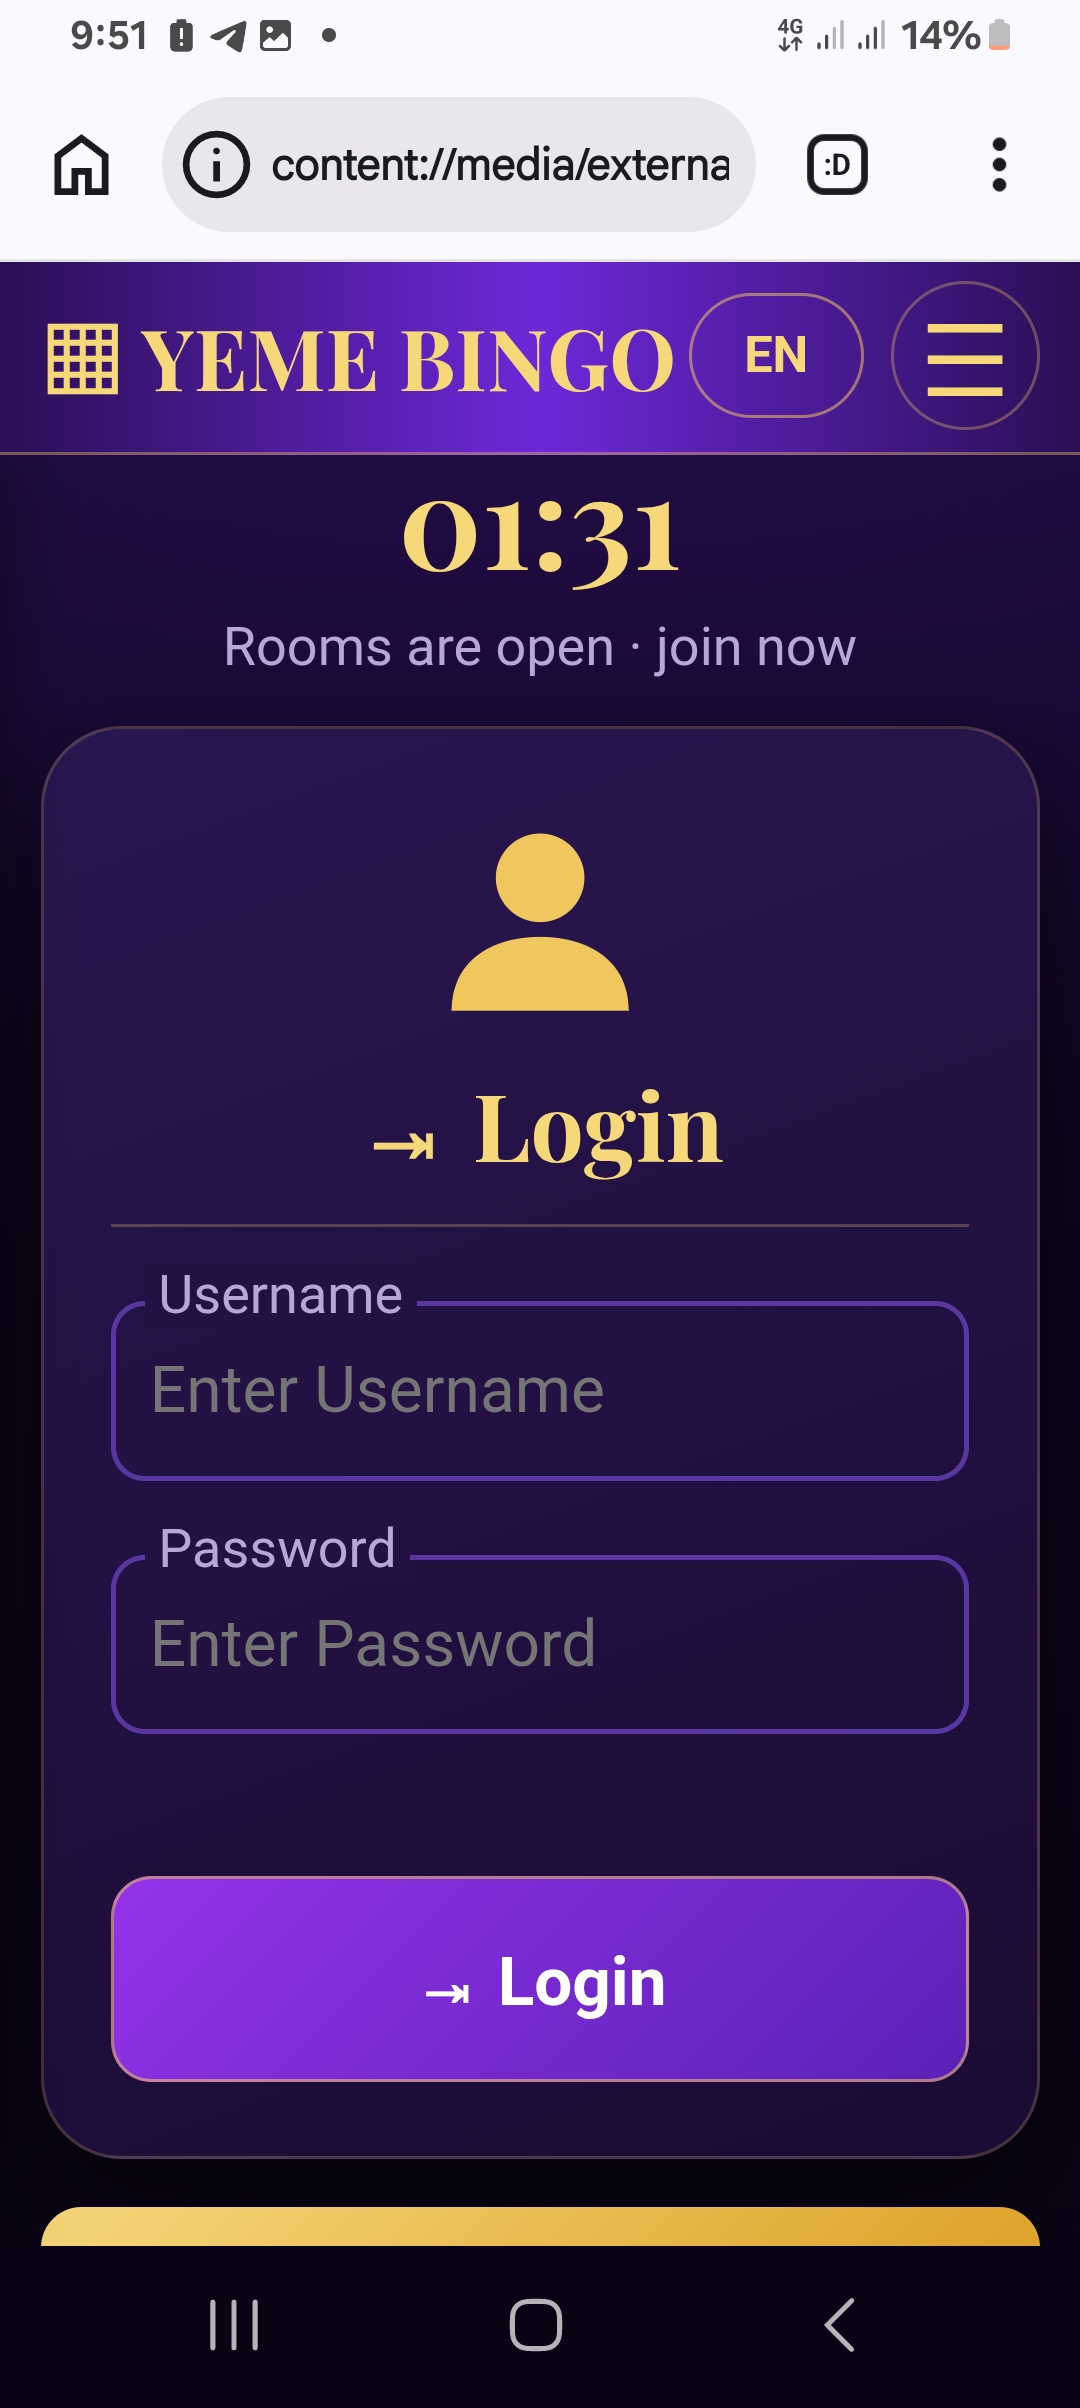 9:51
4G
14%
content://media/externa
:D
YEME BINGO
EN
01:31
Rooms are open · join now
⇥ Login
Username
Enter Username
Password
Enter Password
⇥ Login